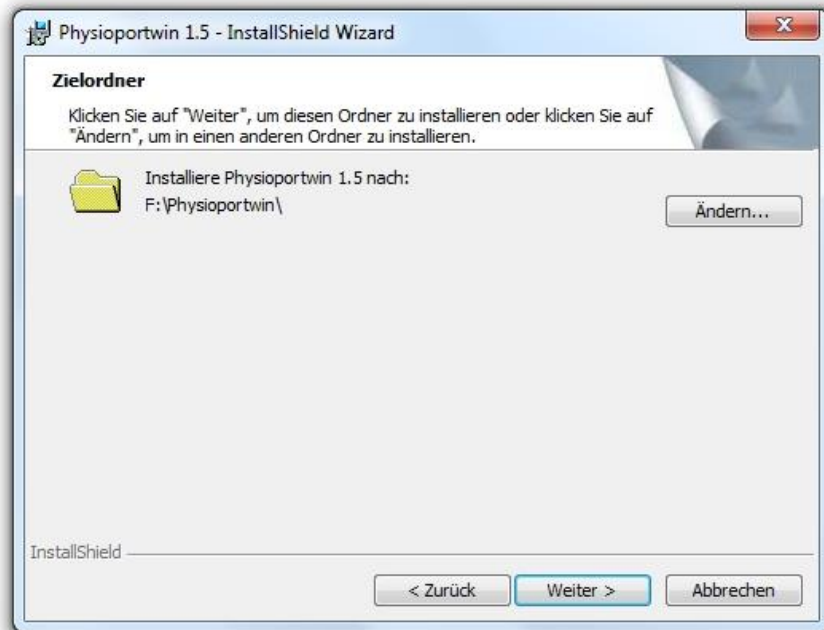 Physioportwin 1.5 - InstallShield Wizard
Zielordner
Klicken Sie auf "Weiter", um diesen Ordner zu installieren oder klicken Sie auf
"Ändern", um in einen anderen Ordner zu installieren.
Installiere Physioportwin 1.5 nach:
F:\Physioportwin\
Ändern...
InstallShield
< Zurück
Weiter >
Abbrechen